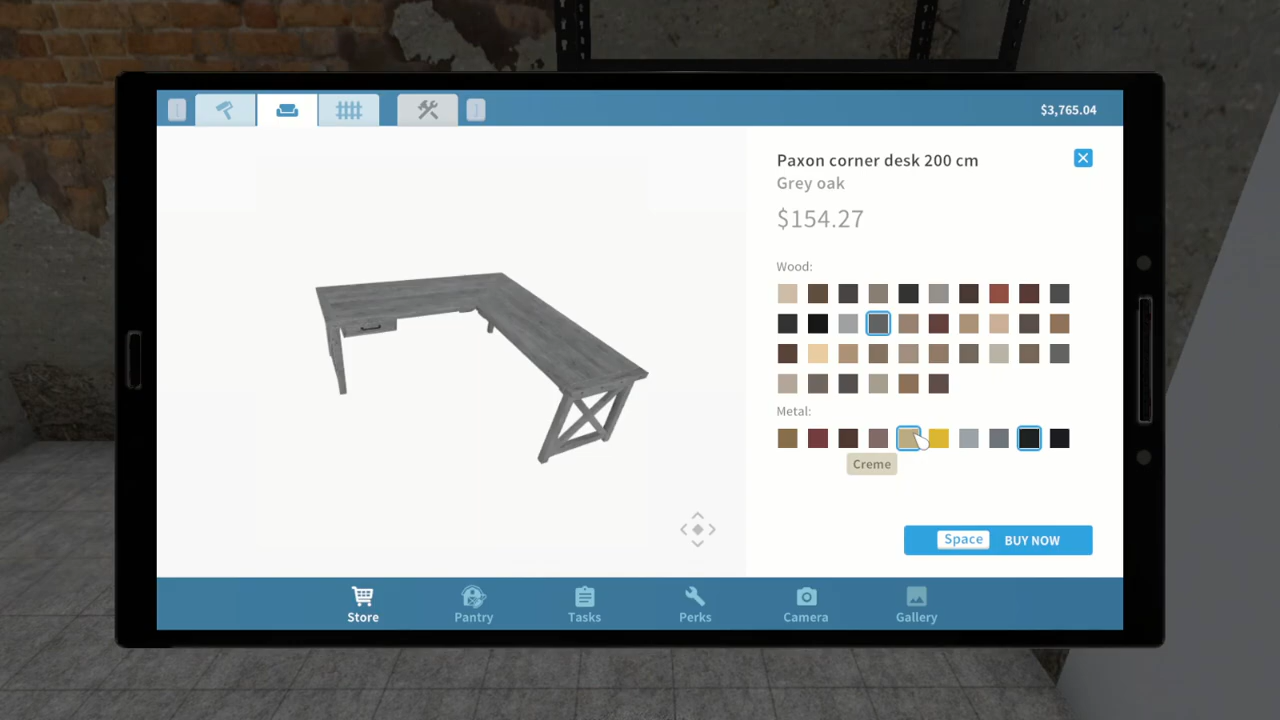 $3,765.04
Paxon corner desk 200 cm
Grey oak
$154.27
Wood:
Metal:
Creme
Space BUY NOW
Store
Pantry
Tasks
Perks
Camera
Gallery